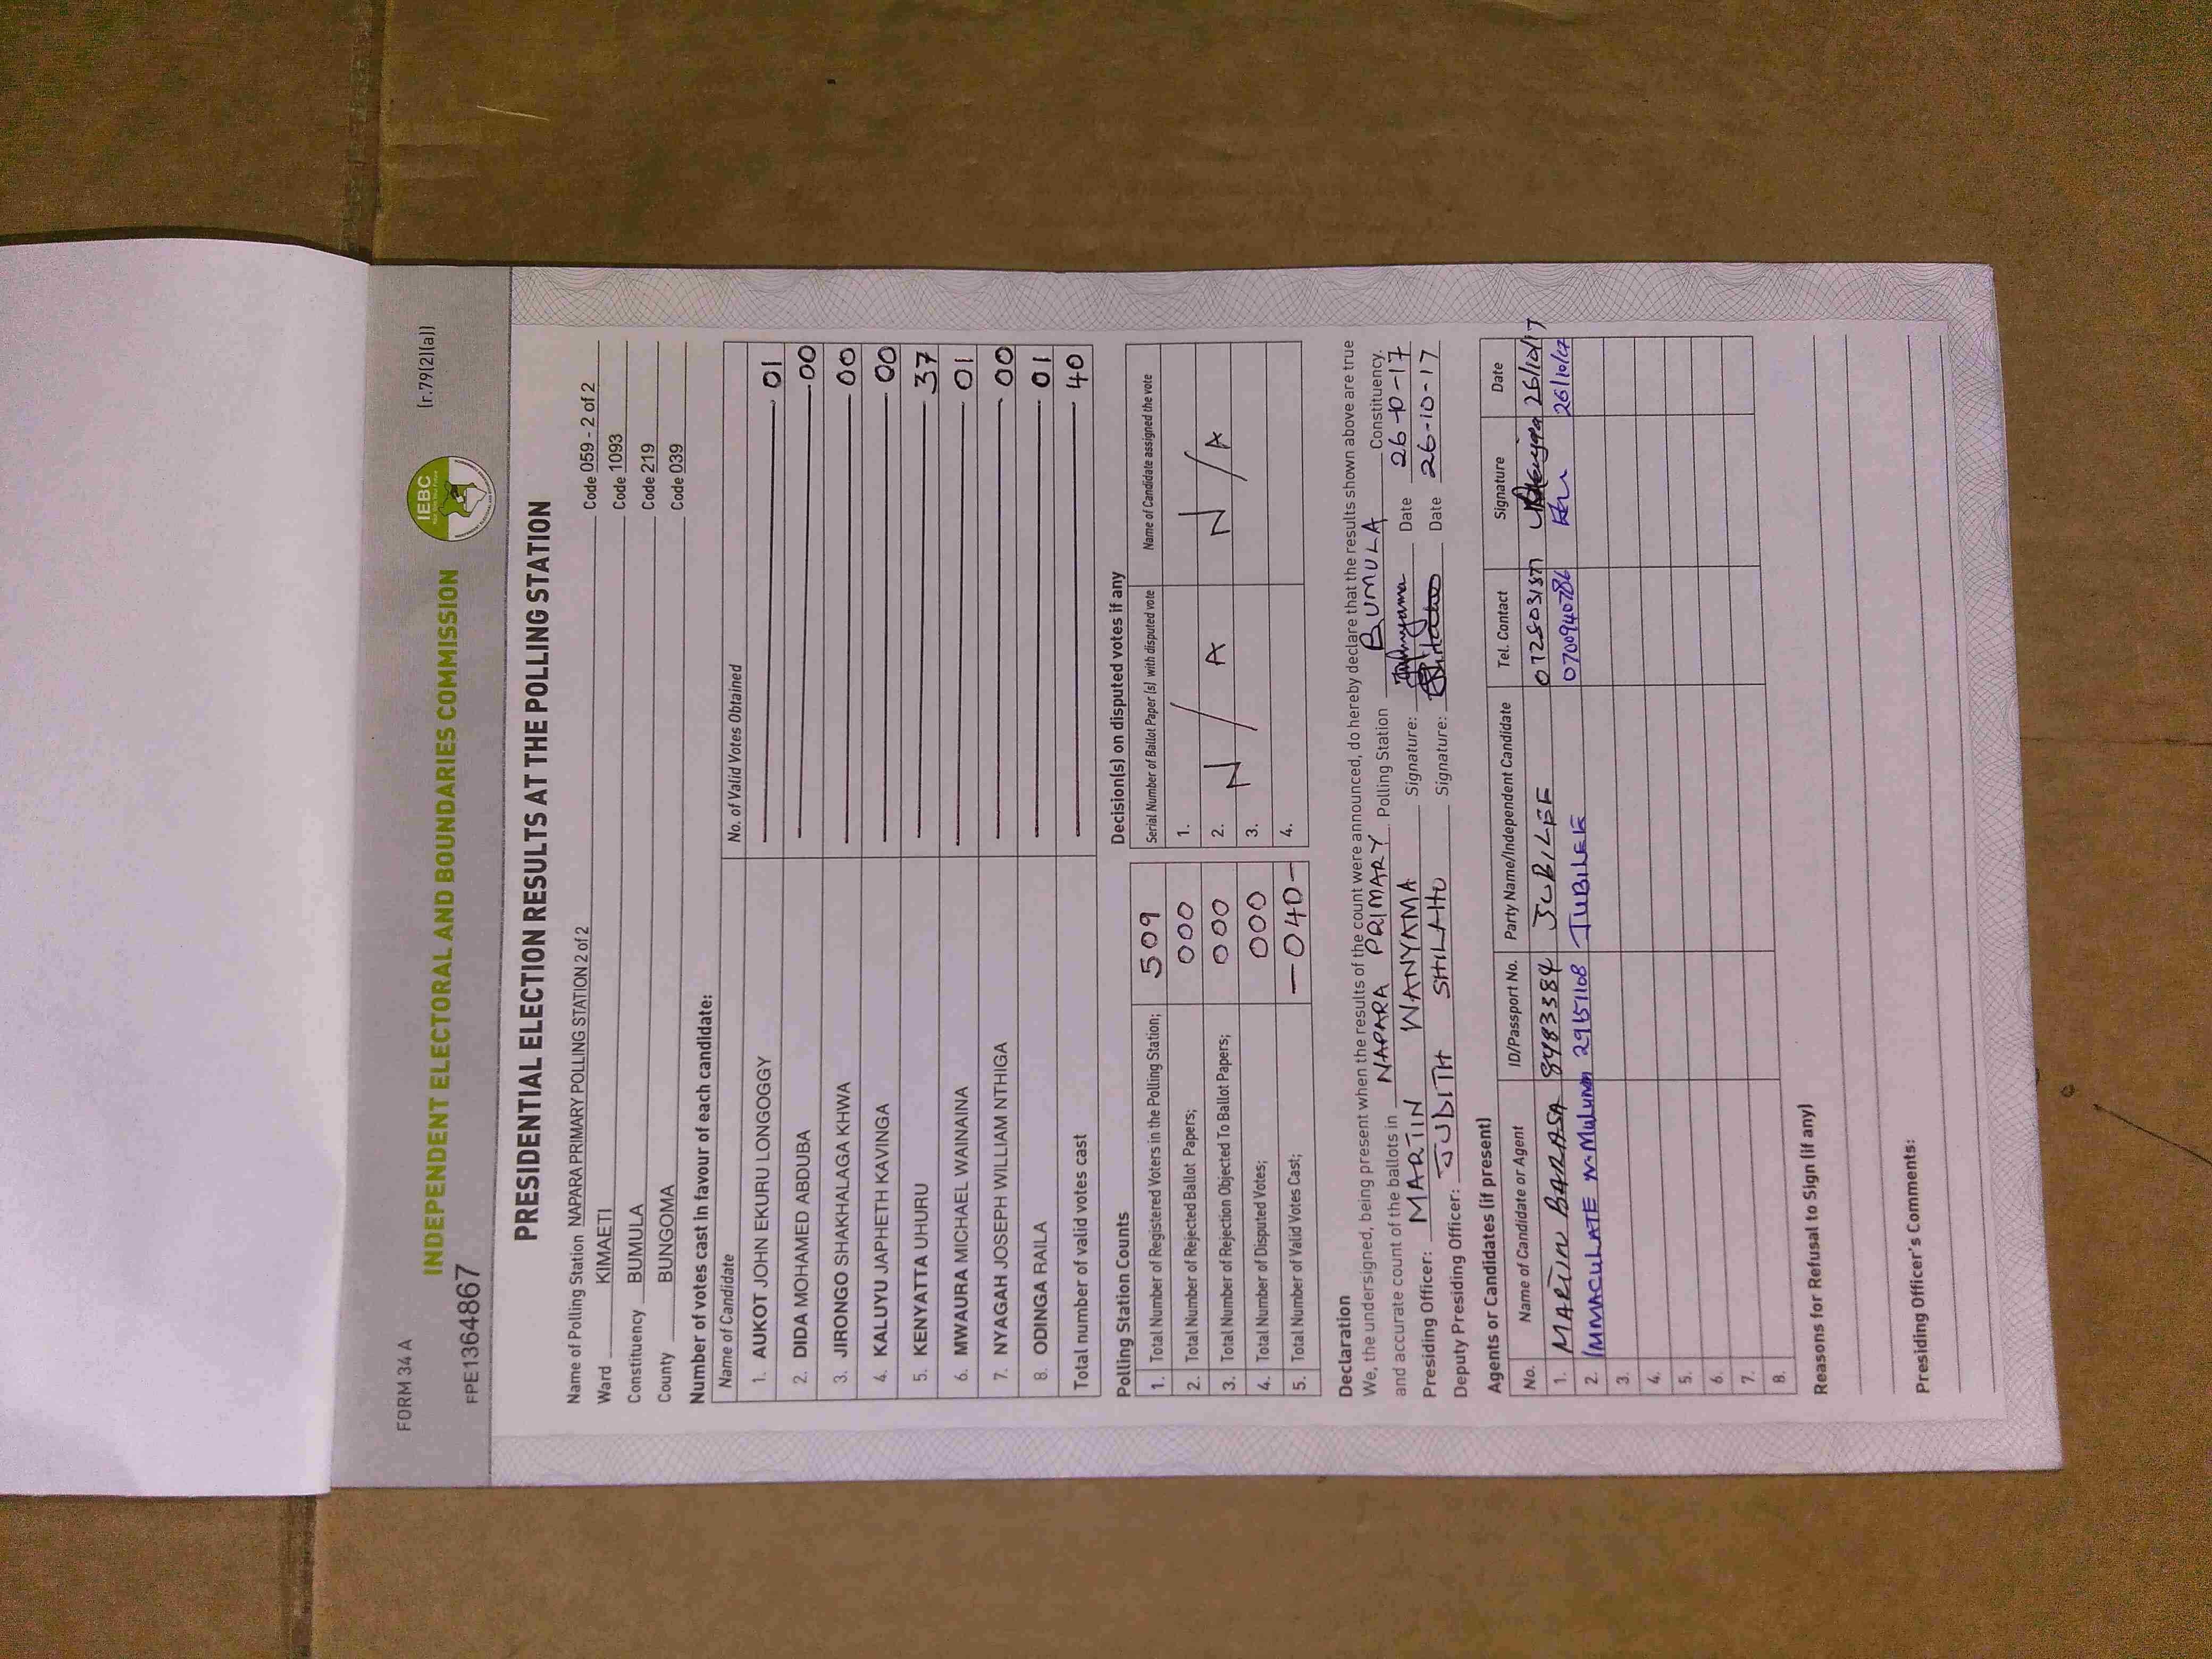 FORM 34 A
[r.79(2)(a)]
INDEPENDENT ELECTORAL AND BOUNDARIES COMMISSION
IEBC
FPE1364867
PRESIDENTIAL ELECTION RESULTS AT THE POLLING STATION
Name of Polling Station NAPARA PRIMARY POLLING STATION 2 of 2 Code 059 - 2 of 2
Ward KIMAETI Code 1093
Constituency BUMULA Code 219
County BUNGOMA Code 039
Number of votes cast in favour of each candidate:
Name of Candidate No. of Valid Votes Obtained
1. AUKOT JOHN EKURU LONGOGGY 01
2. DIDA MOHAMED ABDUBA 00
3. JIRONGO SHAKHALAGA KHWA 00
4. KALUYU JAPHETH KAVINGA 00
5. KENYATTA UHURU 37
6. MWAURA MICHAEL WAINAINA 01
7. NYAGAH JOSEPH WILLIAM NTHIGA 00
8. ODINGA RAILA 01
Total number of valid votes cast 40
Polling Station Counts
1. Total Number of Registered Voters in the Polling Station; 509
2. Total Number of Rejected Ballot Papers; 000
3. Total Number of Rejection Objected To Ballot Papers; 000
4. Total Number of Disputed Votes; 000
5. Total Number of Valid Votes Cast; -040-
Decision(s) on disputed votes if any
Serial Number of Ballot Paper (s) with disputed vote Name of Candidate assigned the vote
1.
2. N/A N/A
3.
4.
Declaration
We, the undersigned, being present when the results of the count were announced, do hereby declare that the results shown above are true
and accurate count of the ballots in NAPARA PRIMARY Polling Station BUMULA Constituency.
Presiding Officer: MARTIN WANYAMA Signature: Date 26-10-17
Deputy Presiding Officer: JUDITH SHILAHO Signature: Date 26-10-17
Agents or Candidates (if present)
No. Name of Candidate or Agent ID/Passport No. Party Name/Independent Candidate Tel. Contact Signature Date
1. MARTIN BARASA JUBILEE 26/10/17
2. IMMACULATE N. 0700940786 JUBILEE 26/10/17
3.
4.
5.
6.
7.
8.
Reasons for Refusal to Sign (if any)
Presiding Officer's Comments: